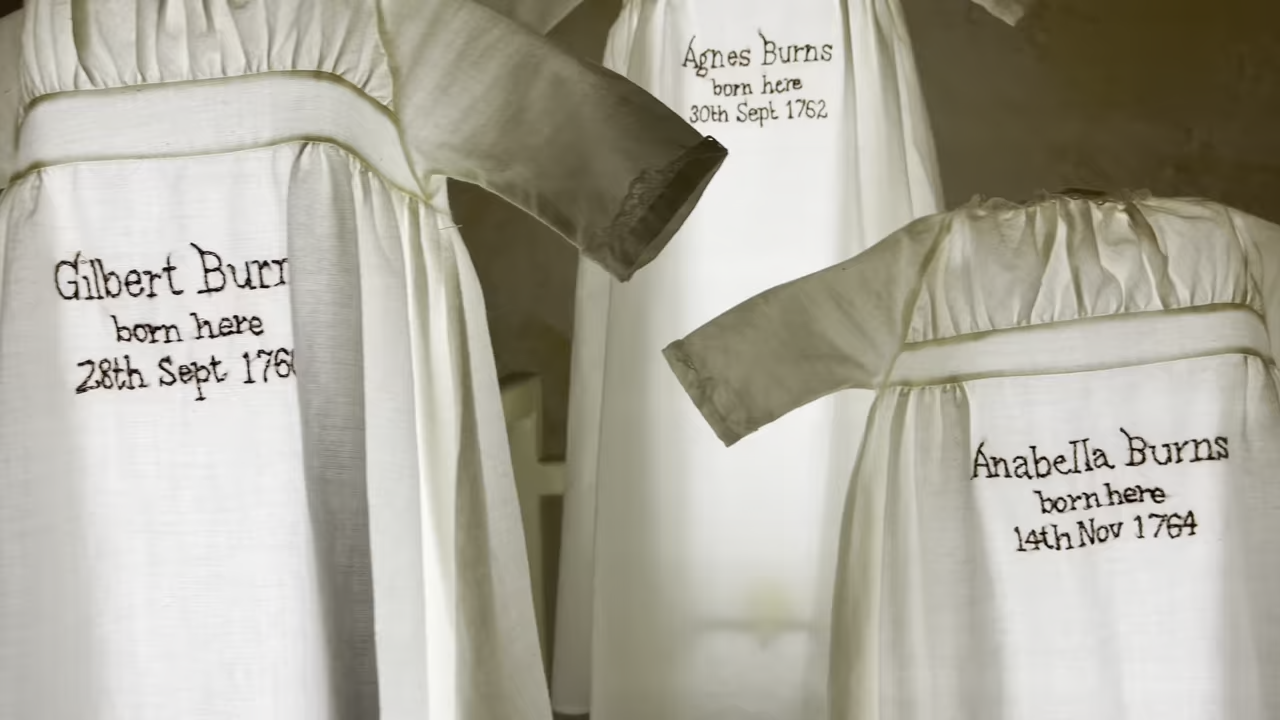 Gilbert Bur
born here
28th Sept 176
Agnes Burns
born here
30th Sept 1762
Anabella Burns
born here
14th Nov 1764